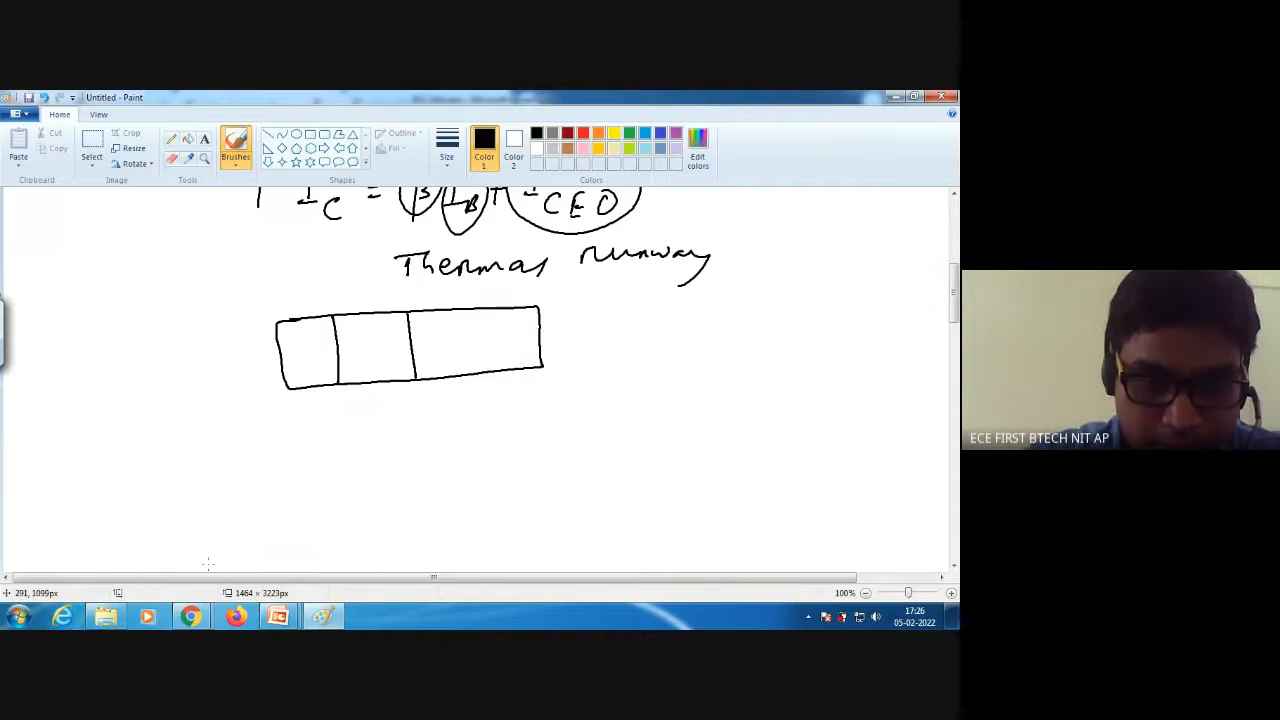 Untitled - Paint
Home View
Paste Cut Copy Clipboard
Select Crop Resize Rotate Image
A Tools
Brushes
Outline Fill Shapes
Size
Color 1
Color 2
Edit colors
Colors
I C = β I B + I CEO
Thermal runway
ECE FIRST BTECH NIT AP
291, 1099px
1464 × 3223px
100%
17:26
05-02-2022